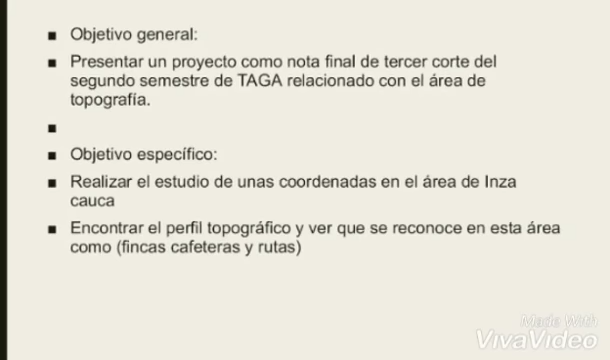 Objetivo general:
Presentar un proyecto como nota final de tercer corte del
segundo semestre de TAGA relacionado con el área de
topografía.
Objetivo específico:
Realizar el estudio de unas coordenadas en el área de Inza
cauca
Encontrar el perfil topográfico y ver que se reconoce en esta área
como (fincas cafeteras y rutas)
Made With
VivaVideo